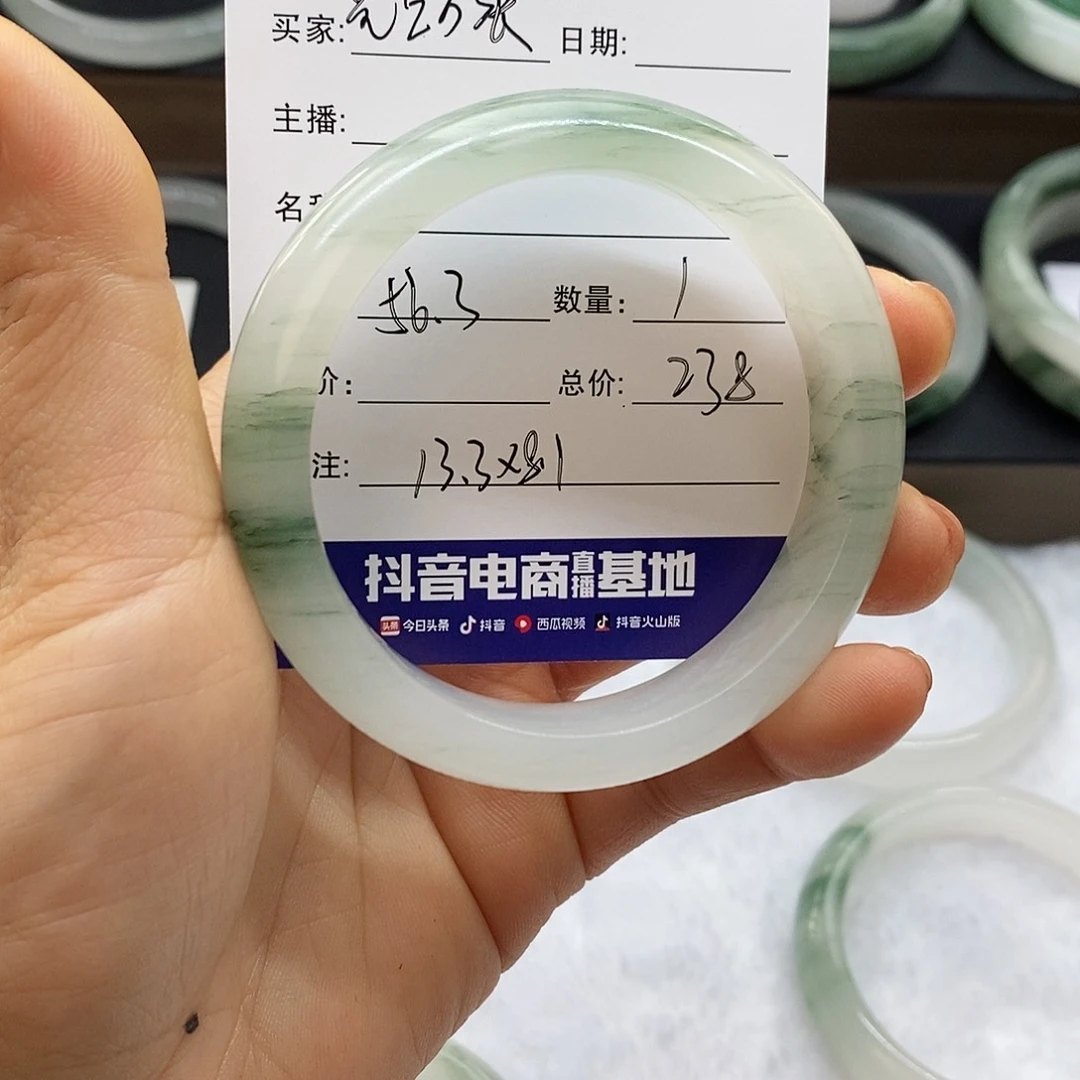 买家: 日期:
主播:
名
56.3 数量: 1
价: 总价: 238
注: 13.3x8.1
抖音电商直播基地
今日头条 抖音 西瓜视频 抖音火山版